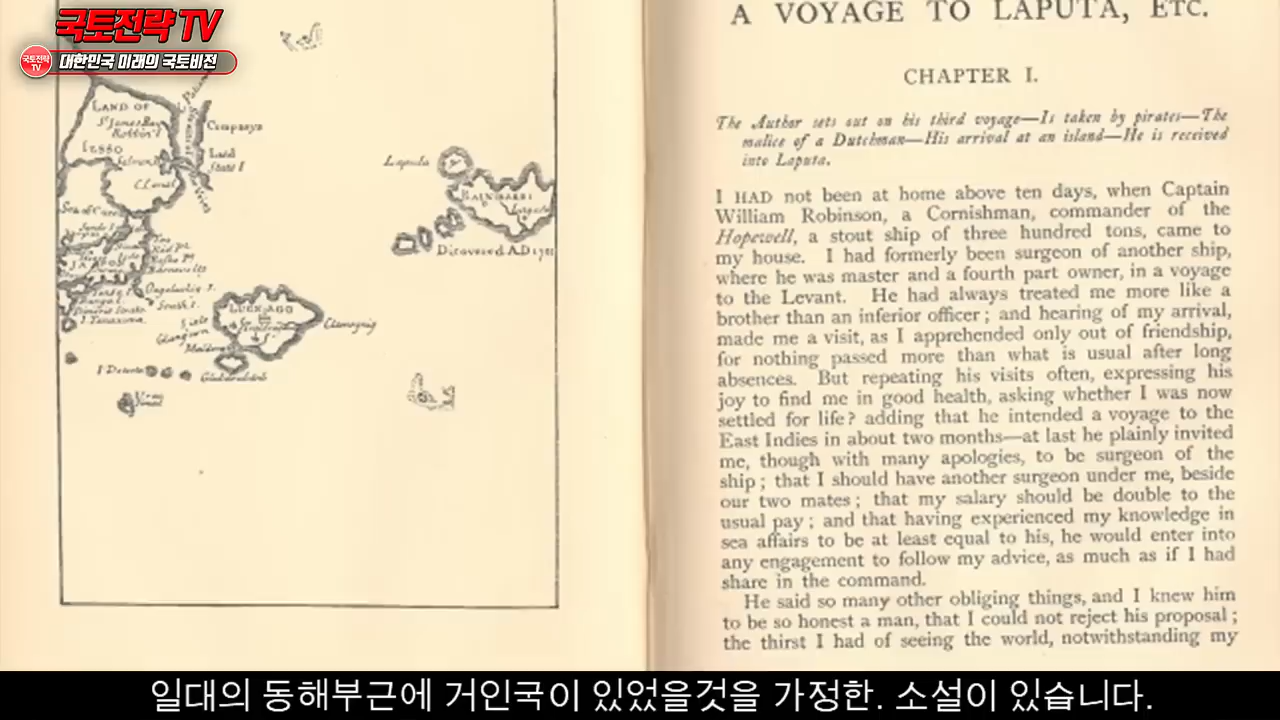 국토전략 TV
국토전략 TV
대한민국 미래의 국토비전
LAND OF
Companys
Land
State I
Laputa
BALNIBARBI
Discovered A.D 1701
LUGGNAGG
Clumegnig
A VOYAGE TO LAPUTA, ETC.
CHAPTER I.
The Author sets out on his third voyage—Is taken by pirates—The
malice of a Dutchman—His arrival at an island—He is received
into Laputa.
I HAD not been at home above ten days, when Captain
William Robinson, a Cornishman, commander of the
Hopewell, a stout ship of three hundred tons, came to
my house. I had formerly been surgeon of another ship,
where he was master and a fourth part owner, in a voyage
to the Levant. He had always treated me more like a
brother than an inferior officer; and hearing of my arrival,
made me a visit, as I apprehended only out of friendship,
for nothing passed more than what is usual after long
absences. But repeating his visits often, expressing his
joy to find me in good health, asking whether I was now
settled for life? adding that he intended a voyage to the
East Indies in about two months—at last he plainly invited
me, though with many apologies, to be surgeon of the
ship; that I should have another surgeon under me, beside
our two mates; that my salary should be double to the
usual pay; and that having experienced my knowledge in
sea affairs to be at least equal to his, he would enter into
any engagement to follow my advice, as much as if I had
share in the command.
He said so many other obliging things, and I knew him
to be so honest a man, that I could not reject his proposal;
the thirst I had of seeing the world, notwithstanding my
일대의 동해부근에 거인국이 있었을것을 가정한. 소설이 있습니다.